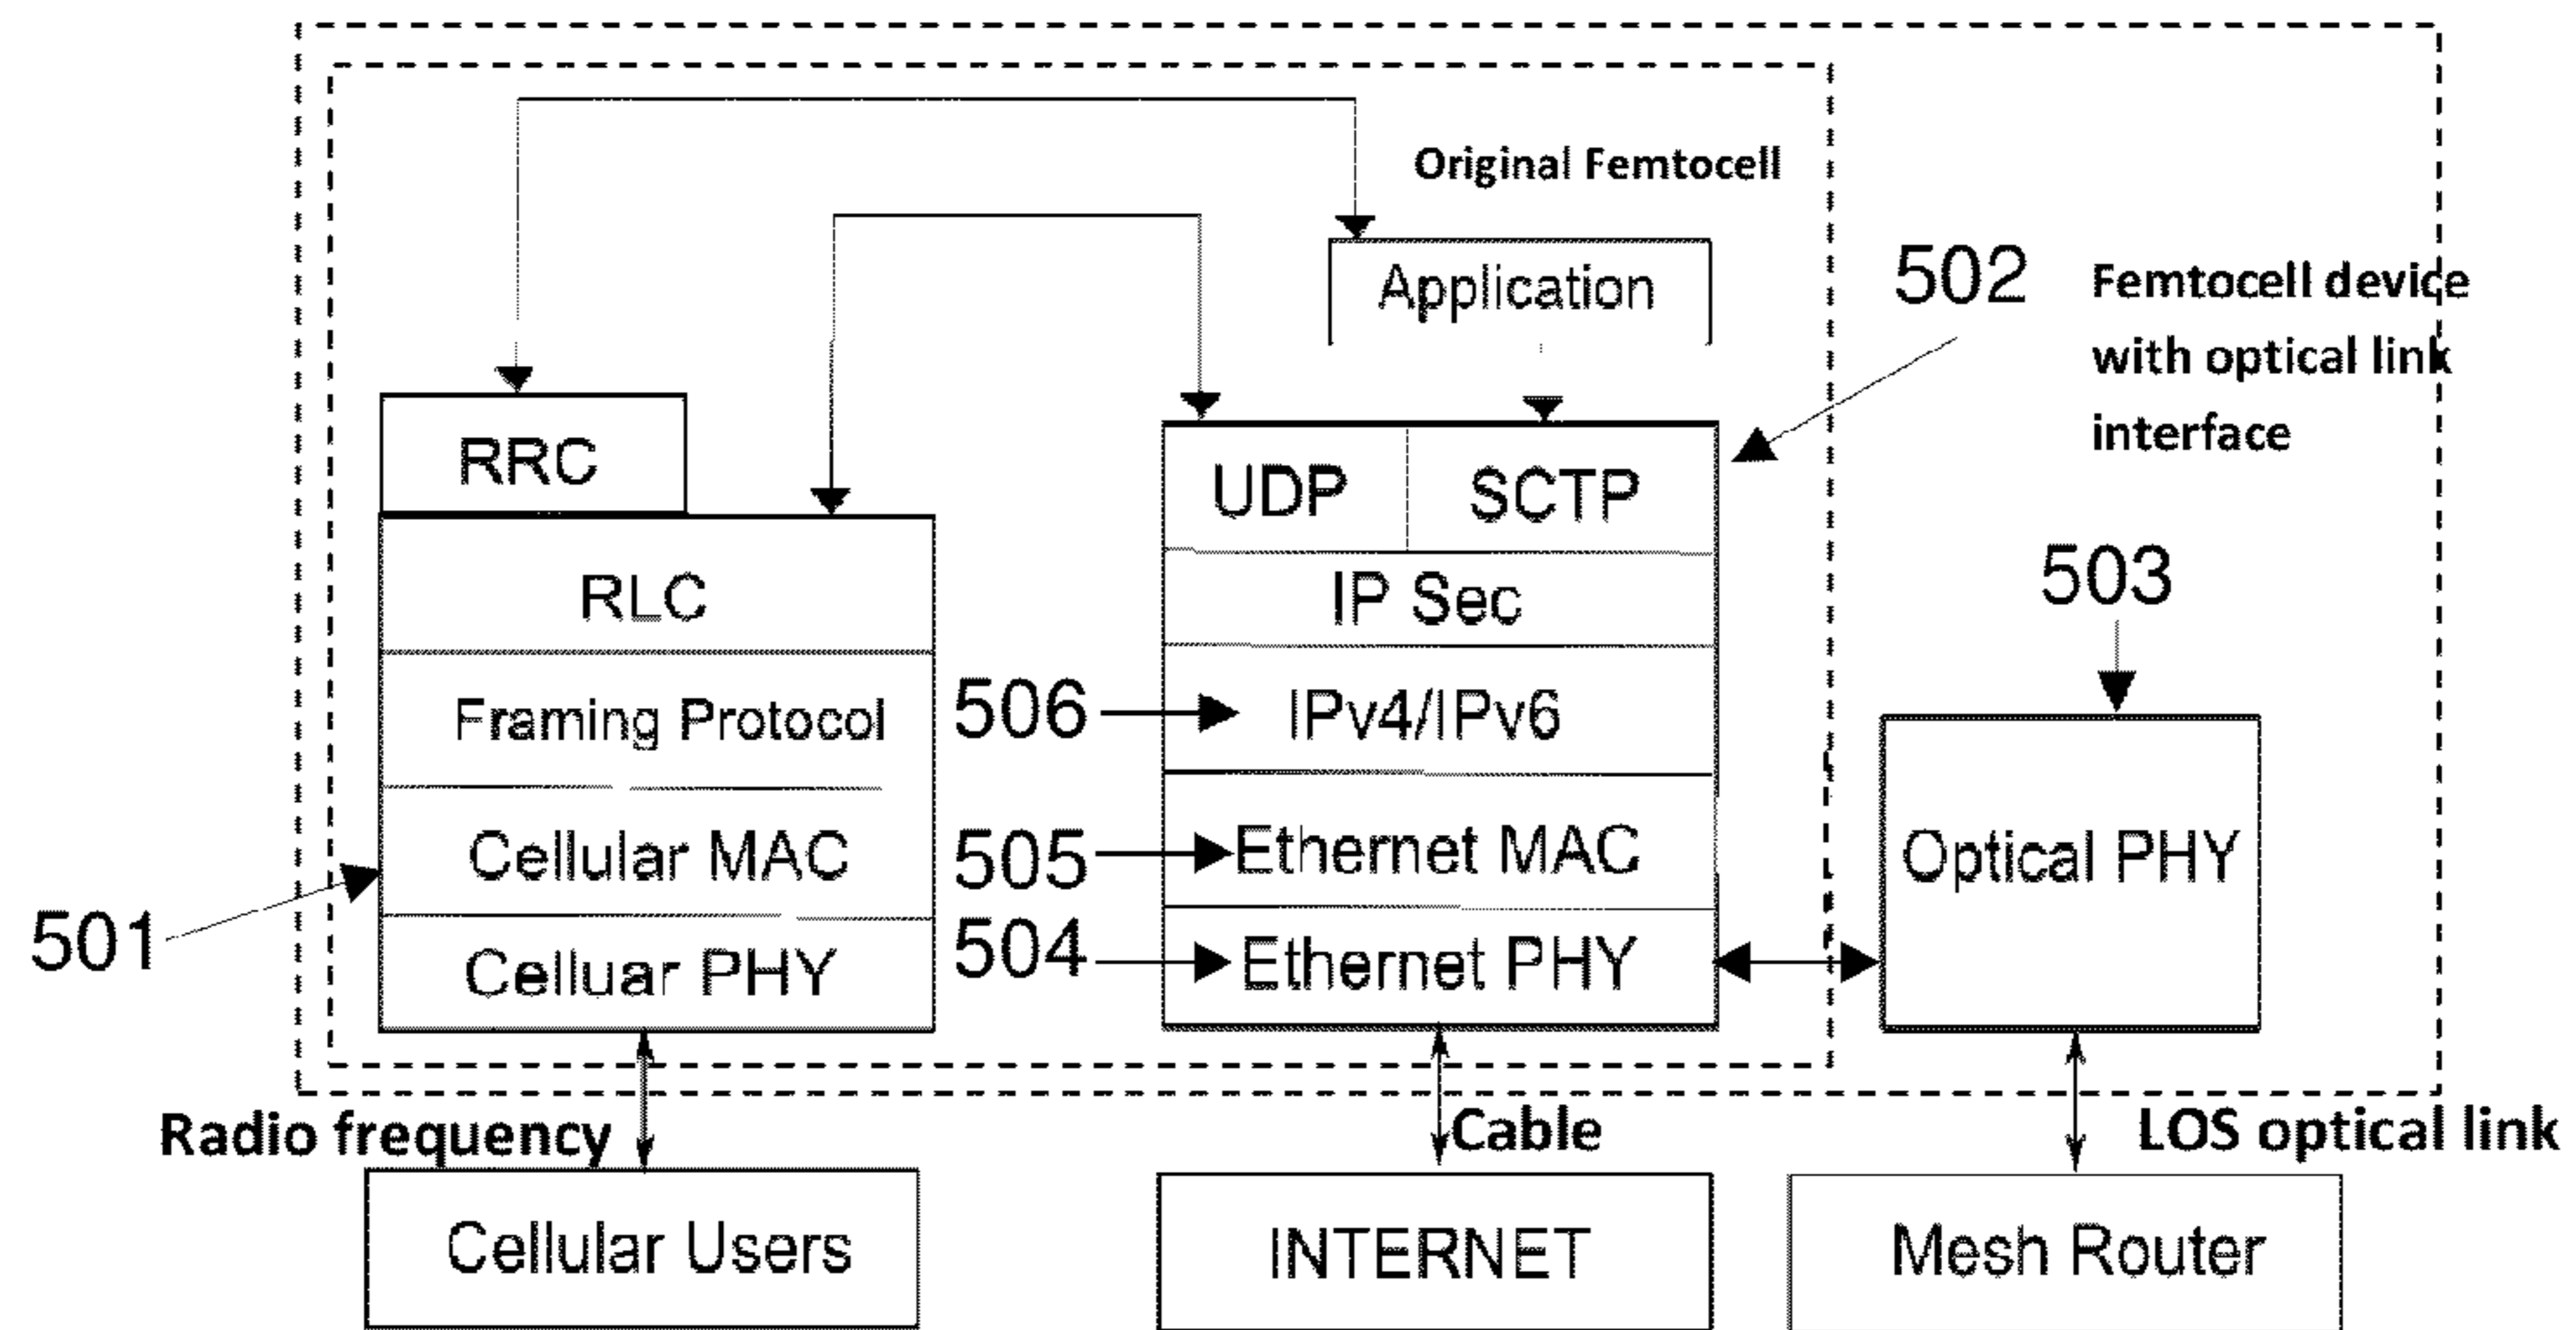 Original Femtocell
Application
502
Femtocell device
with optical link
interface
RRC
UDP
SCTP
503
RLC
IP Sec
Framing Protocol
506
IPv4/IPv6
Cellular MAC
505
Ethernet MAC
Optical PHY
501
Celluar PHY
504
Ethernet PHY
Radio frequency
Cable
LOS optical link
Cellular Users
INTERNET
Mesh Router